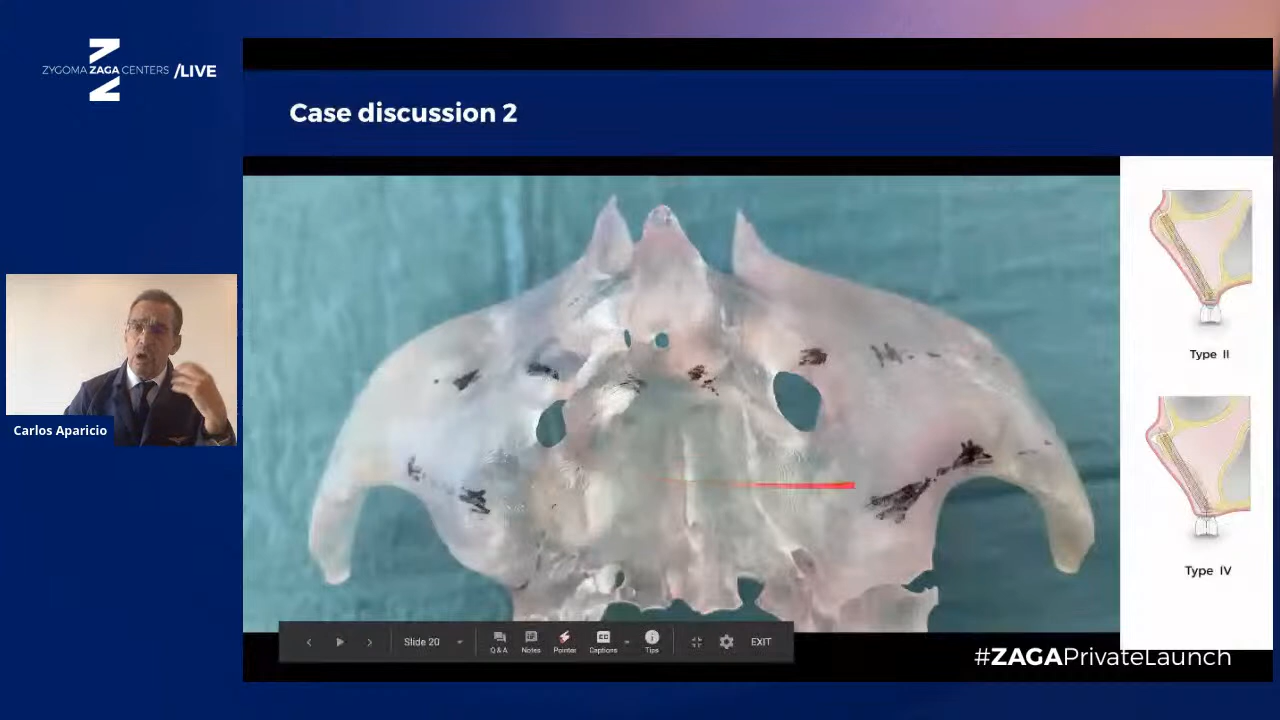 ZYGOMA ZAGA CENTERS /LIVE
Case discussion 2
Type II
Type IV
Carlos Aparicio
Slide 20
Q&A
Notes
Pointer
CC
Captions
Tips
EXIT
#ZAGAPrivateLaunch